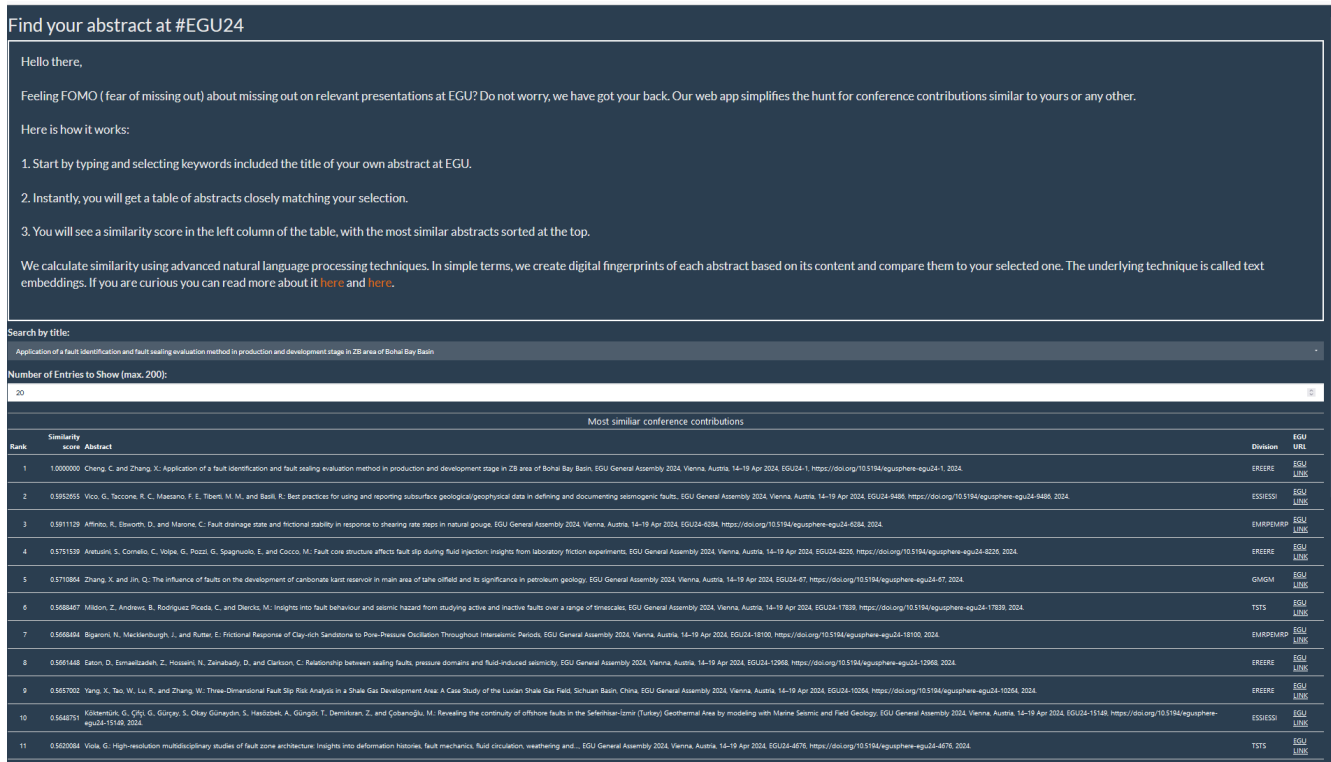 Find your abstract at #EGU24
Hello there,
Feeling FOMO ( fear of missing out) about missing out on relevant presentations at EGU? Do not worry, we have got your back. Our web app simplifies the hunt for conference contributions similar to yours or any other.
Here is how it works:
1. Start by typing and selecting keywords included the title of your own abstract at EGU.
2. Instantly, you will get a table of abstracts closely matching your selection.
3. You will see a similarity score in the left column of the table, with the most similar abstracts sorted at the top.
We calculate similarity using advanced natural language processing techniques. In simple terms, we create digital fingerprints of each abstract based on its content and compare them to your selected one. The underlying technique is called text
embeddings. If you are curious you can read more about it here and here.
Search by title:
Application of a fault identification and fault sealing evaluation method in production and development stage in ZB area of Bohai Bay Basin
Number of Entries to Show (max. 200):
20
Most similiar conference contributions
Rank Similarity score Abstract Division EGU URL
1 1.0000000 Cheng, C. and Zhang, X.: Application of a fault identification and fault sealing evaluation method in production and development stage in ZB area of Bohai Bay Basin, EGU General Assembly 2024, Vienna, Austria, 14–19 Apr 2024, EGU24-1, https://doi.org/10.5194/egusphere-egu24-1, 2024. EREERE EGU LINK
2 0.5952655 Vico, G., Taccone, R. C., Maesano, F. E., Tiberti, M. M., and Basili, R.: Best practices for using and reporting subsurface geological/geophysical data in defining and documenting seismogenic faults., EGU General Assembly 2024, Vienna, Austria, 14–19 Apr 2024, EGU24-9486, https://doi.org/10.5194/egusphere-egu24-9486, 2024. ESSIESSI EGU LINK
3 0.5911129 Affinito, R., Elsworth, D., and Marone, C.: Fault drainage state and frictional stability in response to shearing rate steps in natural gouge, EGU General Assembly 2024, Vienna, Austria, 14–19 Apr 2024, EGU24-6284, https://doi.org/10.5194/egusphere-egu24-6284, 2024. EMRPEMRP EGU LINK
4 0.5751539 Aretusini, S., Cornelio, C., Volpe, G., Pozzi, G., Spagnuolo, E., and Cocco, M.: Fault core structure affects fault slip during fluid injection: insights from laboratory friction experiments, EGU General Assembly 2024, Vienna, Austria, 14–19 Apr 2024, EGU24-8226, https://doi.org/10.5194/egusphere-egu24-8226, 2024. EREERE EGU LINK
5 0.5710864 Zhang, X. and Jin, Q.: The influence of faults on the development of canbonate karst reservoir in main area of tahe oilfield and its significance in petroleum geology, EGU General Assembly 2024, Vienna, Austria, 14–19 Apr 2024, EGU24-67, https://doi.org/10.5194/egusphere-egu24-67, 2024. GMGM EGU LINK
6 0.5688467 Mildon, Z., Andrews, B., Rodriguez Piceda, C., and Diercks, M.: Insights into fault behaviour and seismic hazard from studying active and inactive faults over a range of timescales, EGU General Assembly 2024, Vienna, Austria, 14–19 Apr 2024, EGU24-17839, https://doi.org/10.5194/egusphere-egu24-17839, 2024. TSTS EGU LINK
7 0.5668494 Bigaroni, N., Mecklenburgh, J., and Rutter, E.: Frictional Response of Clay-rich Sandstone to Pore-Pressure Oscillation Throughout Interseismic Periods, EGU General Assembly 2024, Vienna, Austria, 14–19 Apr 2024, EGU24-18100, https://doi.org/10.5194/egusphere-egu24-18100, 2024. EMRPEMRP EGU LINK
8 0.5661448 Eaton, D., Esmaeilzadeh, Z., Hosseini, N., Zeinabady, D., and Clarkson, C.: Relationship between sealing faults, pressure domains and fluid-induced seismicity, EGU General Assembly 2024, Vienna, Austria, 14–19 Apr 2024, EGU24-12968, https://doi.org/10.5194/egusphere-egu24-12968, 2024. EREERE EGU LINK
9 0.5657002 Yang, X., Tao, W., Lu, R., and Zhang, W.: Three-Dimensional Fault Slip Risk Analysis in a Shale Gas Development Area: A Case Study of the Luxian Shale Gas Field, Sichuan Basin, China, EGU General Assembly 2024, Vienna, Austria, 14–19 Apr 2024, EGU24-10264, https://doi.org/10.5194/egusphere-egu24-10264, 2024. EREERE EGU LINK
10 0.5648751 Köktentürk, G., Çifçi, G., Gürçay, S., Okay Günaydın, S., Hasözbek, A., Güngör, T., Demirkıran, Z., and Çobanoğlu, M.: Revealing the continuity of offshore faults in the Seferihisar-İzmir (Turkey) Geothermal Area by modeling with Marine Seismic and Field Geology, EGU General Assembly 2024, Vienna, Austria, 14–19 Apr 2024, EGU24-15149, https://doi.org/10.5194/egusphere-
egu24-15149, 2024. ESSIESSI EGU LINK
11 0.5620084 Viola, G.: High-resolution multidisciplinary studies of fault zone architecture: Insights into deformation histories, fault mechanics, fluid circulation, weathering and..., EGU General Assembly 2024, Vienna, Austria, 14–19 Apr 2024, EGU24-4676, https://doi.org/10.5194/egusphere-egu24-4676, 2024. TSTS EGU LINK